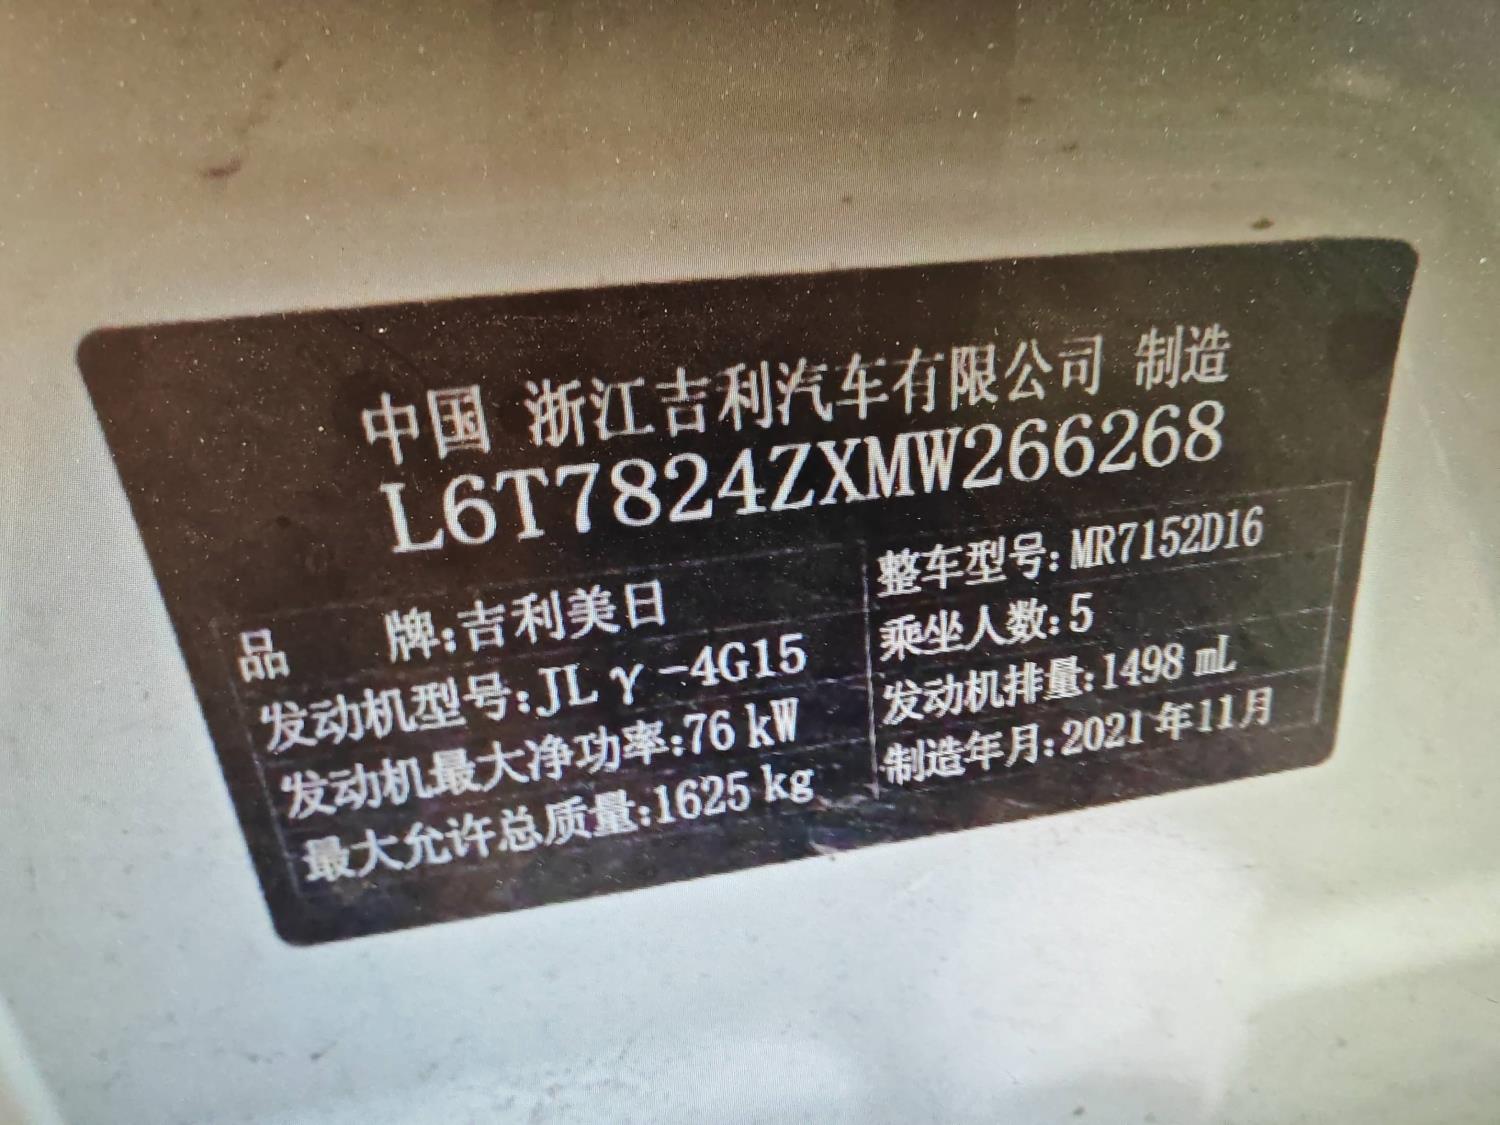 中国 浙江吉利汽车有限公司 制造
L6T7824ZXMW266268
品 牌:吉利美日
整车型号:MR7152D16
发动机型号:JLγ-4G15
乘坐人数:5
发动机最大净功率:76 kW
发动机排量:1498 mL
最大允许总质量:1625 kg
制造年月:2021年11月